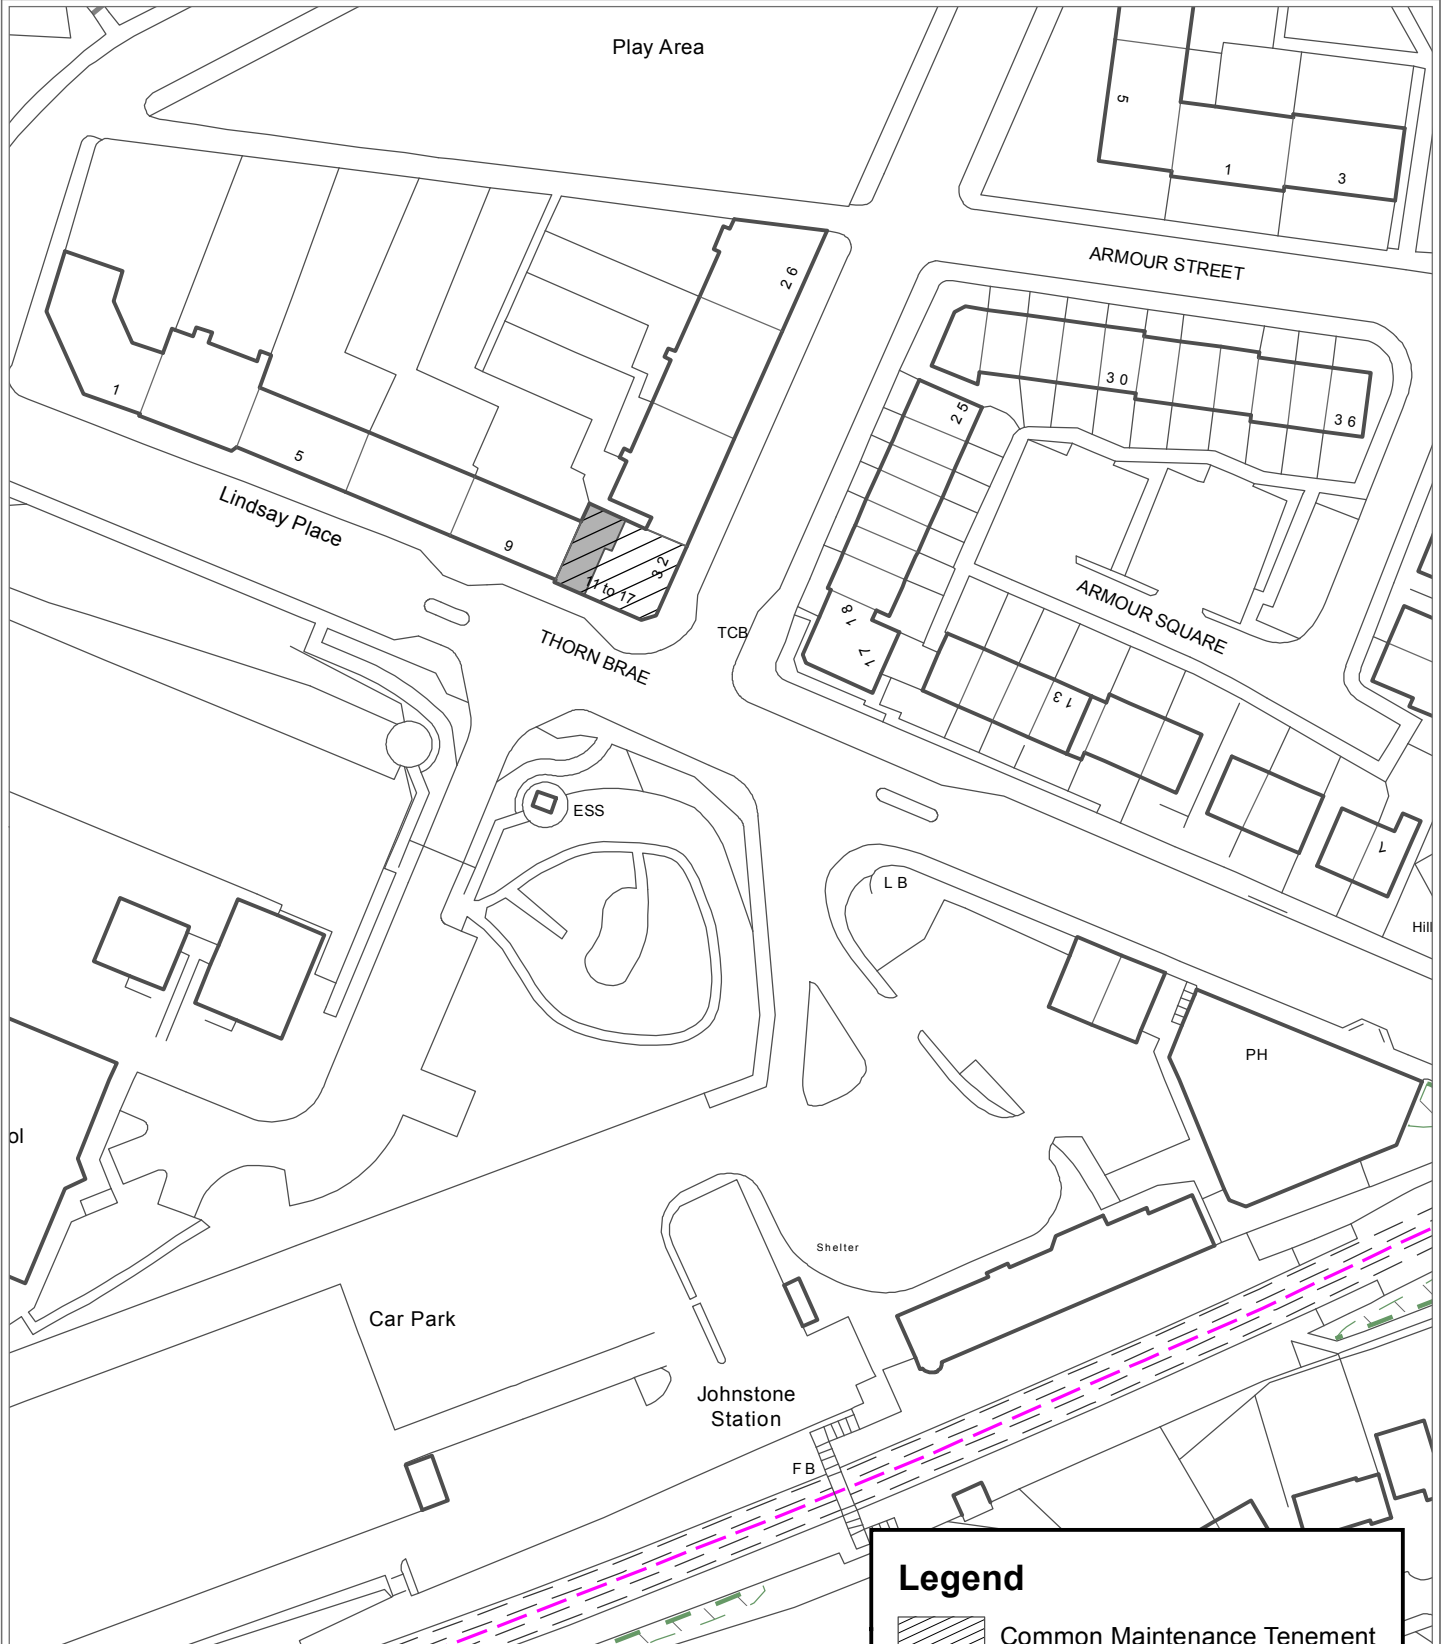 Play Area
5
1
3
ARMOUR STREET
26
1
5
Lindsay Place
9
11 to 17
32
THORN BRAE
TCB
30
36
25
ARMOUR SQUARE
18
17
13
1
ESS
LB
Hill
PH
ol
Shelter
Car Park
Johnstone
Station
FB
Legend
Common Maintenance Tenement